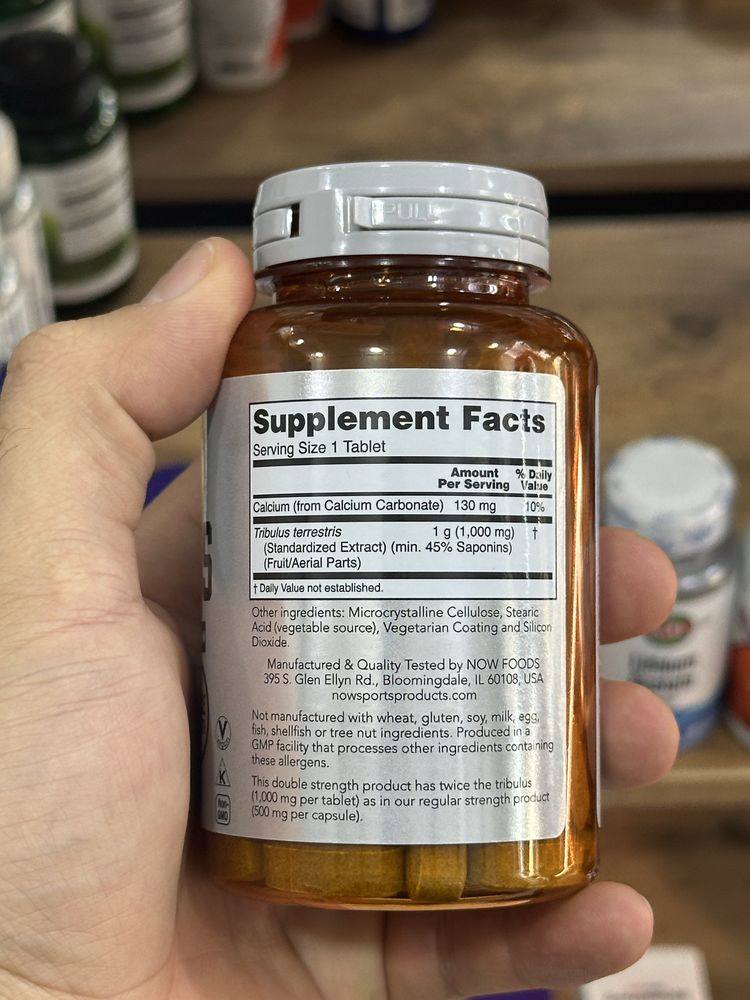 PULL
Supplement Facts
Serving Size 1 Tablet
Amount Per Serving
% Daily Value
Calcium (from Calcium Carbonate) 130 mg 10%
Tribulus terrestris 1 g (1,000 mg) †
(Standardized Extract) (min. 45% Saponins)
(Fruit/Aerial Parts)
† Daily Value not established.
Other ingredients: Microcrystalline Cellulose, Stearic
Acid (vegetable source), Vegetarian Coating and Silicon
Dioxide.
Manufactured & Quality Tested by NOW FOODS
395 S. Glen Ellyn Rd., Bloomingdale, IL 60108, USA
nowsportsproducts.com
Not manufactured with wheat, gluten, soy, milk, egg,
fish, shellfish or tree nut ingredients. Produced in a
GMP facility that processes other ingredients containing
these allergens.
This double strength product has twice the tribulus
(1,000 mg per tablet) as in our regular strength product
(500 mg per capsule).
V
K
Non-
GMO
KAL